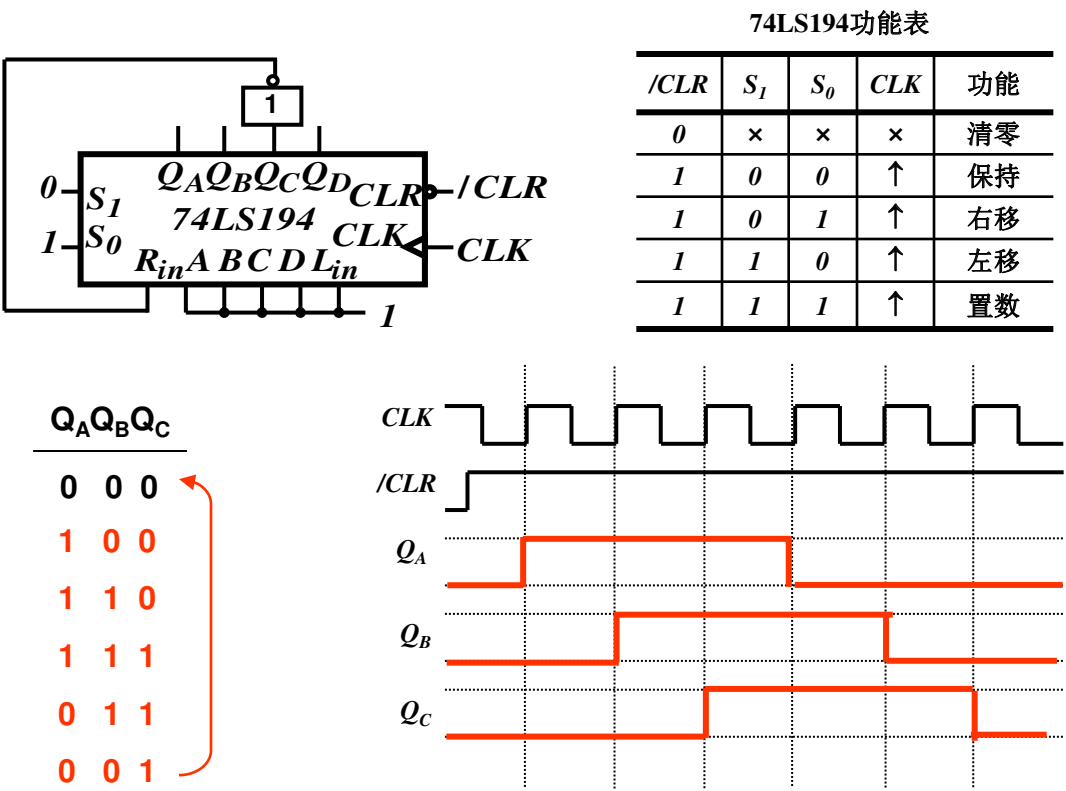 74LS194功能表
/CLR S1 S0 CLK 功能
0 × × × 清零
1 0 0 ↑ 保持
1 0 1 ↑ 右移
1 1 0 ↑ 左移
1 1 1 ↑ 置数
1
QA QB QC QD
0 S1 CLR /CLR
74LS194
1 S0 CLK CLK
Rin A B C D Lin
1
QAQBQC
0 0 0
1 0 0
1 1 0
1 1 1
0 1 1
0 0 1
CLK
/CLR
QA
QB
QC